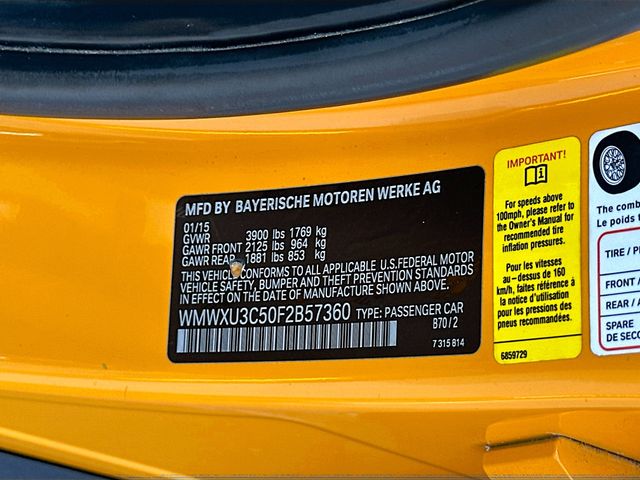 MFD BY BAYERISCHE MOTOREN WERKE AG
01/15
GVWR 3900 lbs 1769 kg
GAWR FRONT 2125 lbs 964 kg
GAWR REAR 1881 lbs 853 kg
THIS VEHICLE CONFORMS TO ALL APPLICABLE U.S.FEDERAL MOTOR
VEHICLE SAFETY, BUMPER AND THEFT PREVENTION STANDARDS
IN EFFECT ON THE DATE OF MANUFACTURE SHOWN ABOVE.
WMWXU3C50F2B57360 TYPE: PASSENGER CAR
B70/2
7 315 814
IMPORTANT!
For speeds above
100mph, please refer to
the Owner's Manual for
recommended tire
inflation pressures.
Pour les vitesses
au-dessus de 160
km/h, faites référence à
la notice d'utilisation
pour les pressions des
pneus recommandées.
6859729
The comb
Le poids t
TIRE / P
FRONT /
REAR / A
SPARE
DE SECO